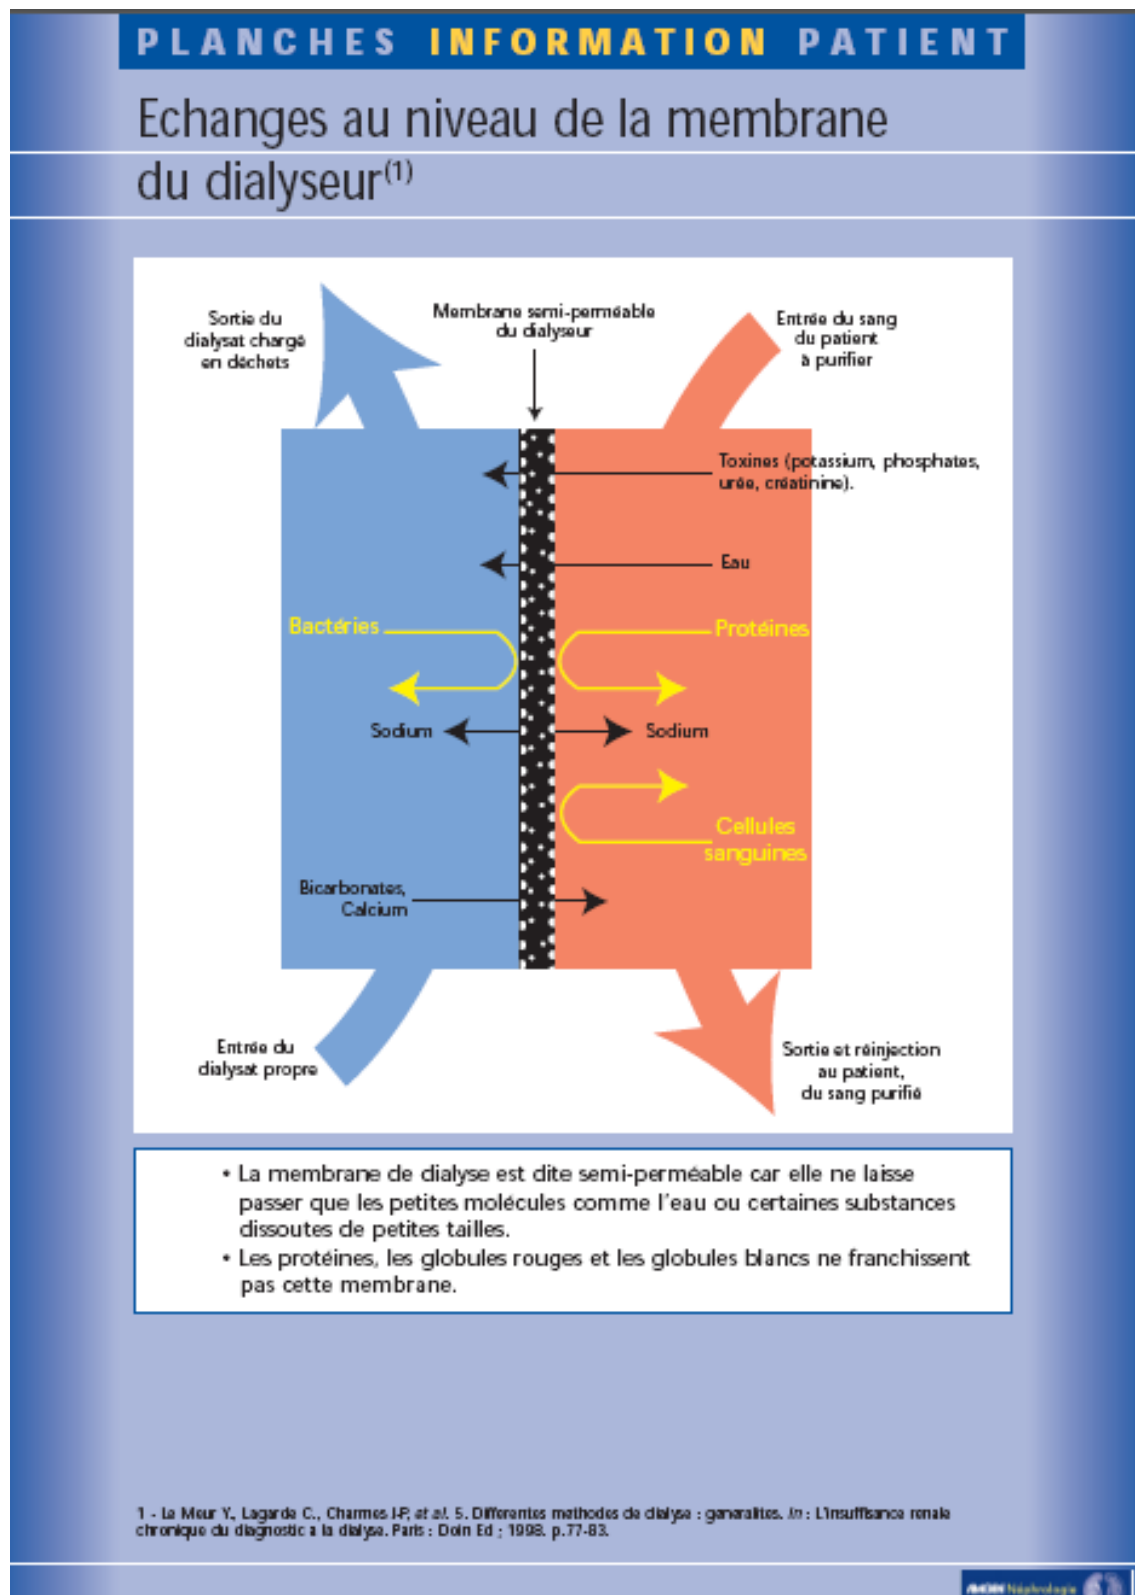 PLANCHES INFORMATION PATIENT
Echanges au niveau de la membrane
du dialyseur(1)
Sortie du
dialysat chargé
en déchets
Membrane semi-perméable
du dialyseur
Entrée du sang
du patient
à purifier
Toxines (potassium, phosphates,
urée, créatinine).
Eau
Bactéries
Protéines
Sodium
Sodium
Cellules
sanguines
Bicarbonates,
Calcium
Entrée du
dialysat propre
Sortie et réinjection
au patient,
du sang purifié
• La membrane de dialyse est dite semi-perméable car elle ne laisse
passer que les petites molécules comme l'eau ou certaines substances
dissoutes de petites tailles.
• Les protéines, les globules rouges et les globules blancs ne franchissent
pas cette membrane.
1 - Le Meur Y., Lagarde C., Charmes J-P, et al. 5. Differentes methodes de dialyse : generalites. In : L'insuffisance renale
chronique du diagnostic a la dialyse. Paris : Doin Ed ; 1998. p.77-83.
Néphrologie